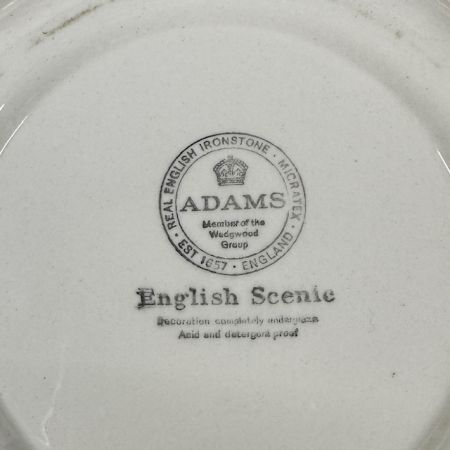 · REAL ENGLISH IRONSTONE · MICRATEX ·
ADAMS
Member of the
Wedgwood
Group
EST 1657 · ENGLAND
English Scenic
Decoration completely underglaze
Acid and detergent proof